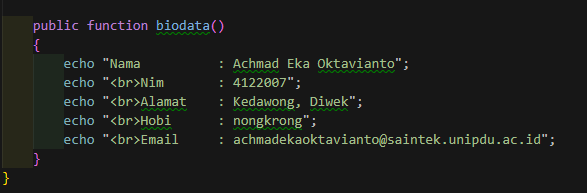 public function biodata()
{
echo "Nama          : Achmad Eka Oktavianto";
echo "<br>Nim       : 4122007";
echo "<br>Alamat    : Kedawong, Diwek";
echo "<br>Hobi      : nongkrong";
echo "<br>Email     : achmadekaoktavianto@saintek.unipdu.ac.id";
}
}